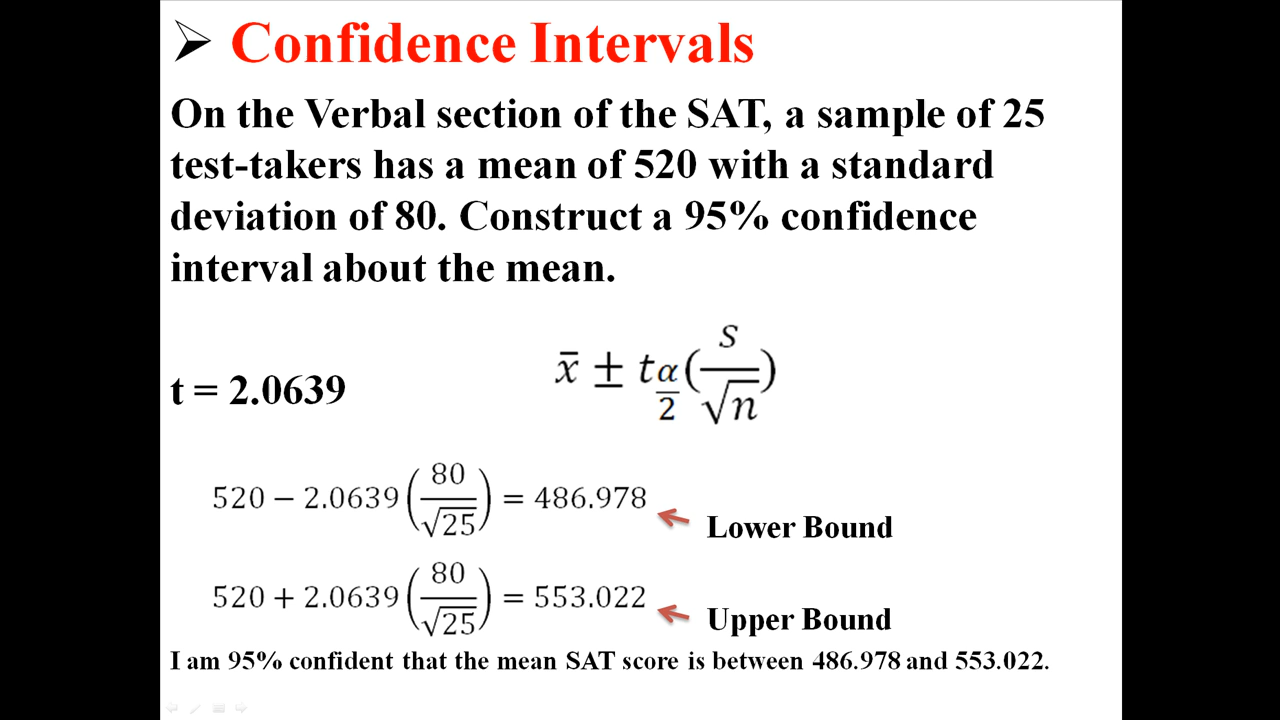 ➢ Confidence Intervals
On the Verbal section of the SAT, a sample of 25
test-takers has a mean of 520 with a standard
deviation of 80. Construct a 95% confidence
interval about the mean.
t = 2.0639
x̄ ± t α/2 (s/√n)
520 − 2.0639 (80/√25) = 486.978
Lower Bound
520 + 2.0639 (80/√25) = 553.022
Upper Bound
I am 95% confident that the mean SAT score is between 486.978 and 553.022.